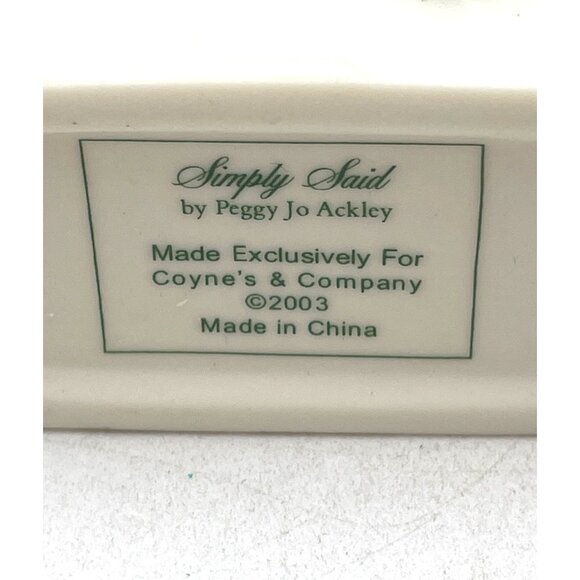 Simply Said
by Peggy Jo Ackley
Made Exclusively For
Coyne's & Company
©2003
Made in China